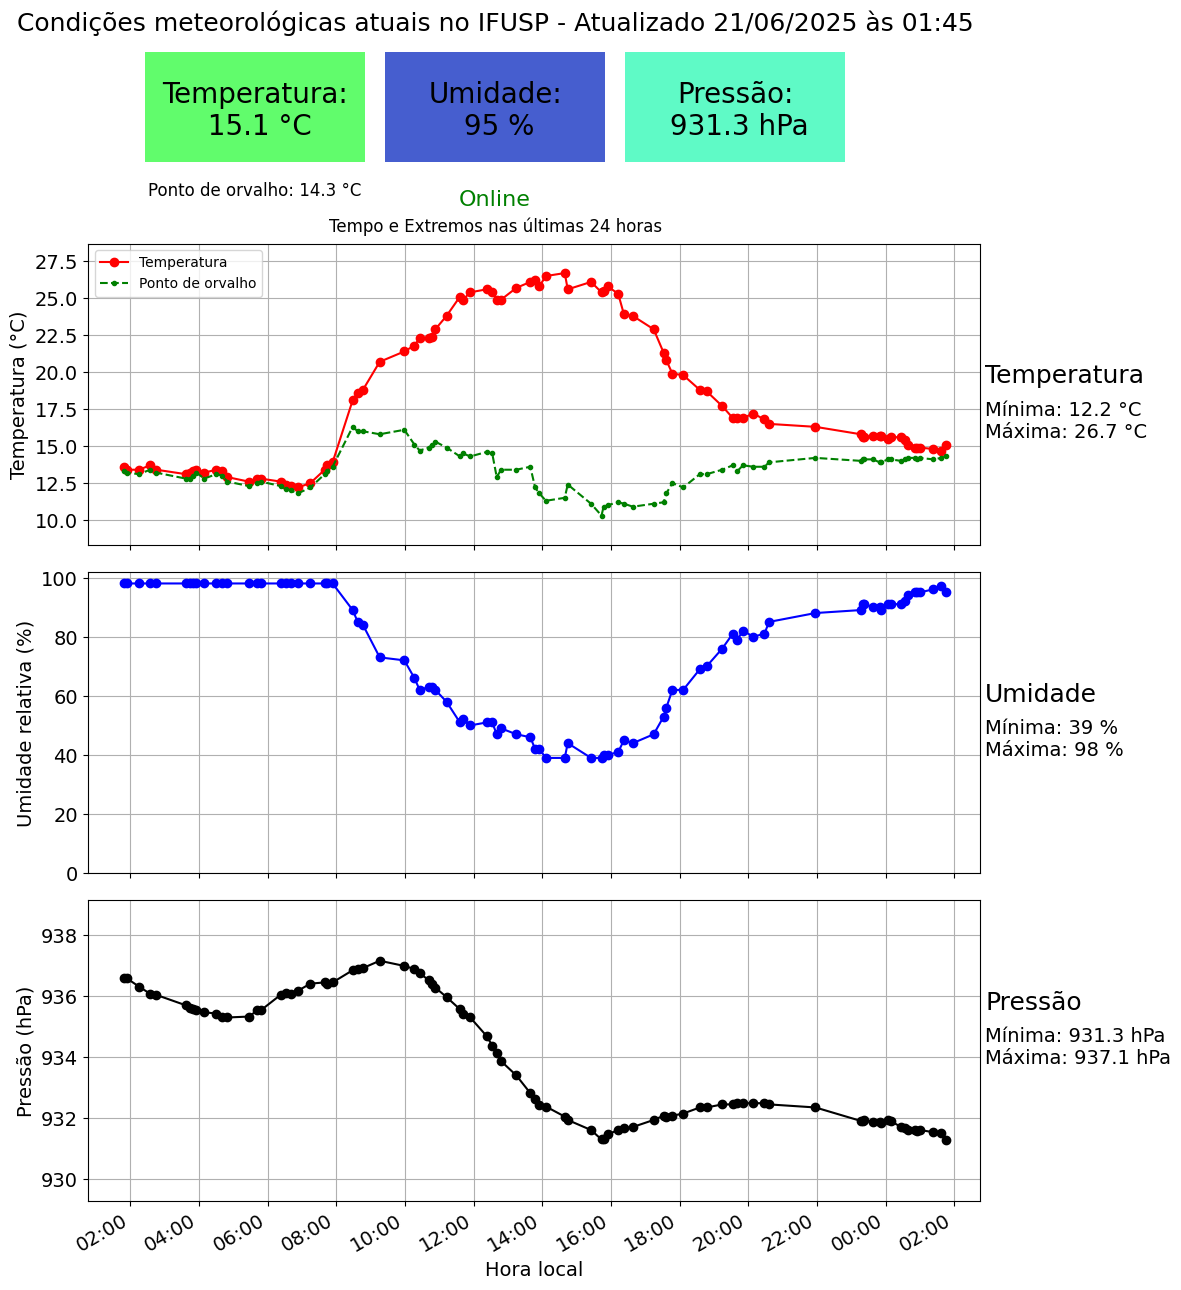 Condições meteorológicas atuais no IFUSP - Atualizado 21/06/2025 às 01:45
Temperatura:
15.1 °C
Umidade:
95 %
Pressão:
931.3 hPa
Ponto de orvalho: 14.3 °C
Online
Tempo e Extremos nas últimas 24 horas
Temperatura
Ponto de orvalho
Temperatura (°C)
27.5
25.0
22.5
20.0
17.5
15.0
12.5
10.0
Temperatura
Mínima: 12.2 °C
Máxima: 26.7 °C
Umidade relativa (%)
100
80
60
40
20
0
Umidade
Mínima: 39 %
Máxima: 98 %
Pressão (hPa)
938
936
934
932
930
Pressão
Mínima: 931.3 hPa
Máxima: 937.1 hPa
02:00
04:00
06:00
08:00
10:00
12:00
14:00
16:00
18:00
20:00
22:00
00:00
02:00
Hora local